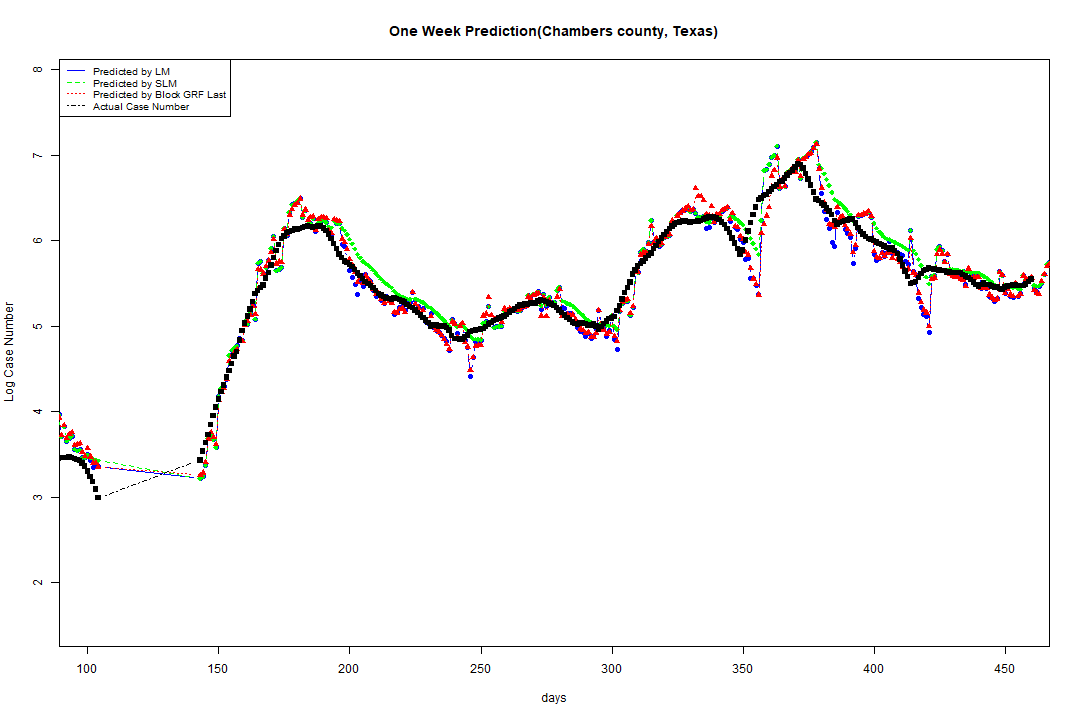 One Week Prediction(Chambers county, Texas)
Predicted by LM
Predicted by SLM
Predicted by Block GRF Last
Actual Case Number
8
7
6
5
4
3
2
Log Case Number
100 150 200 250 300 350 400 450
days